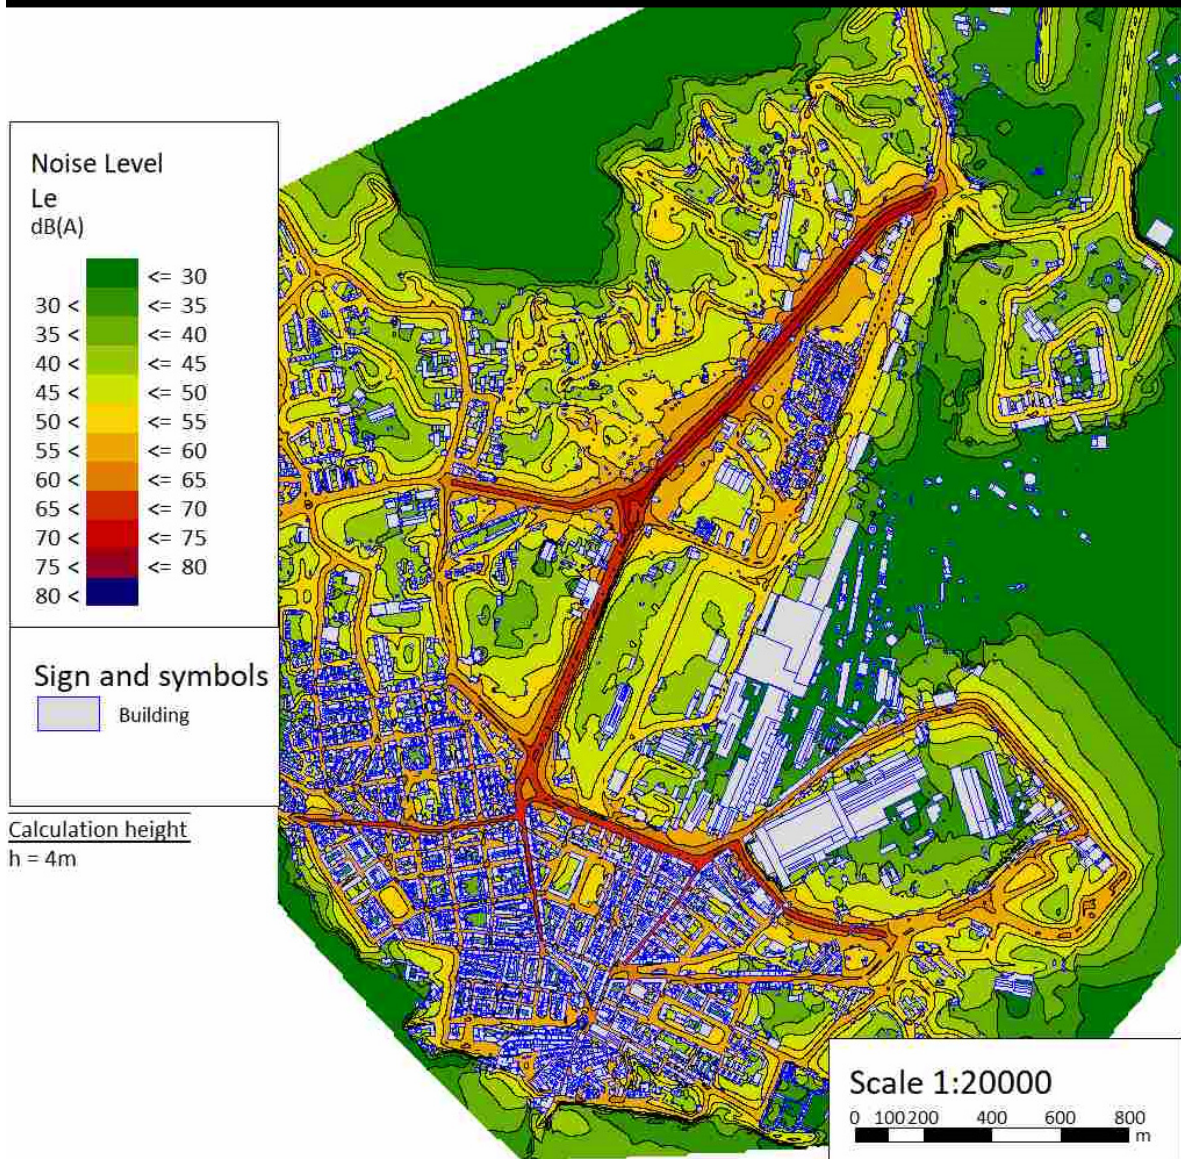 Noise Level
Le
dB(A)
<= 30
30 < <= 35
35 < <= 40
40 < <= 45
45 < <= 50
50 < <= 55
55 < <= 60
60 < <= 65
65 < <= 70
70 < <= 75
75 < <= 80
80 <
Sign and symbols
Building
Calculation height
h = 4m
Scale 1:20000
0 100 200 400 600 800
m